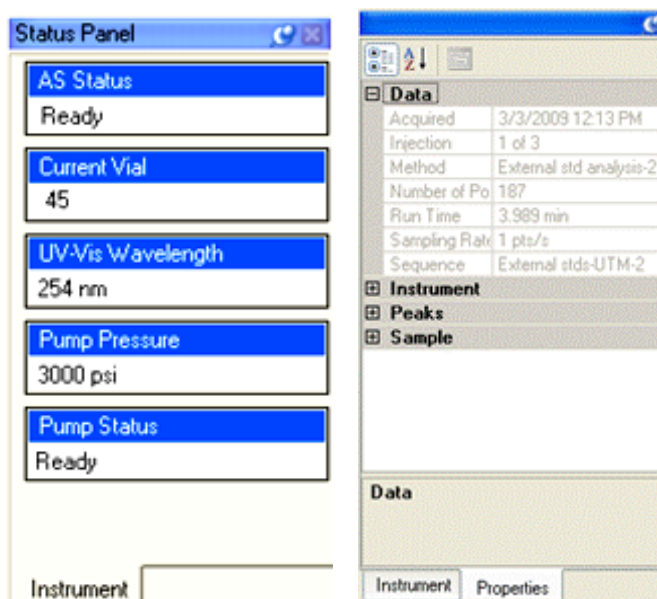 Status Panel
AS Status
Ready
Current Vial
45
UV-Vis Wavelength
254 nm
Pump Pressure
3000 psi
Pump Status
Ready
Instrument
Data
Acquired 3/3/2009 12:13 PM
Injection 1 of 3
Method External std analysis-2
Number of Po 187
Run Time 3.989 min
Sampling Rate 1 pts/s
Sequence External stds-UTM-2
Instrument
Peaks
Sample
Data
Instrument Properties